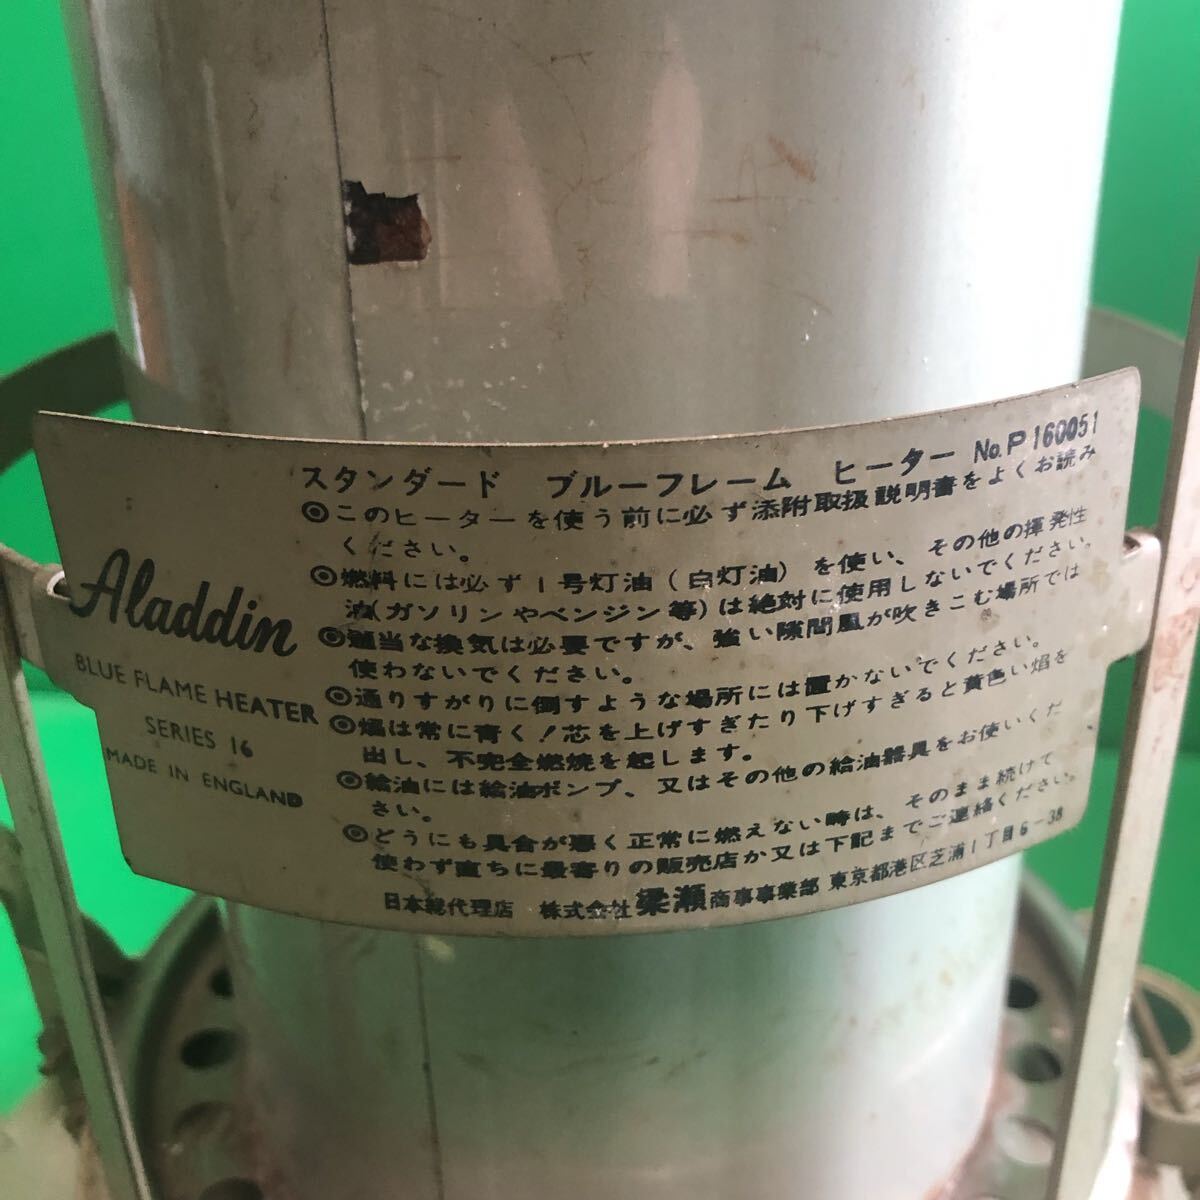 スタンダード ブルーフレーム ヒーター No.P160051
◎このヒーターを使う前に必ず添附取扱説明書をよくお読み
ください。
◎燃料には必ず1号灯油(白灯油)を使い、その他の揮発性
油(ガソリンやベンジン等)は絶対に使用しないでください。
◎適当な換気は必要ですが、強い隙間風が吹きこむ場所では
使わないでください。
◎通りすがりに倒すような場所には置かないでください。
◎焔は常に青く!芯を上げすぎたり下げすぎると黄色い焔を
出し、不完全燃焼を起します。
◎給油には給油ポンプ、又はその他の給油器具をお使いくだ
さい。
◎どうにも具合が悪く正常に燃えない時は、そのまま続けて
使わず直ちに最寄りの販売店か又は下記までご連絡ください。
日本総代理店 株式会社梁瀬商事事業部 東京都港区芝浦1丁目6-38
Aladdin
BLUE FLAME HEATER
SERIES 16
MADE IN ENGLAND